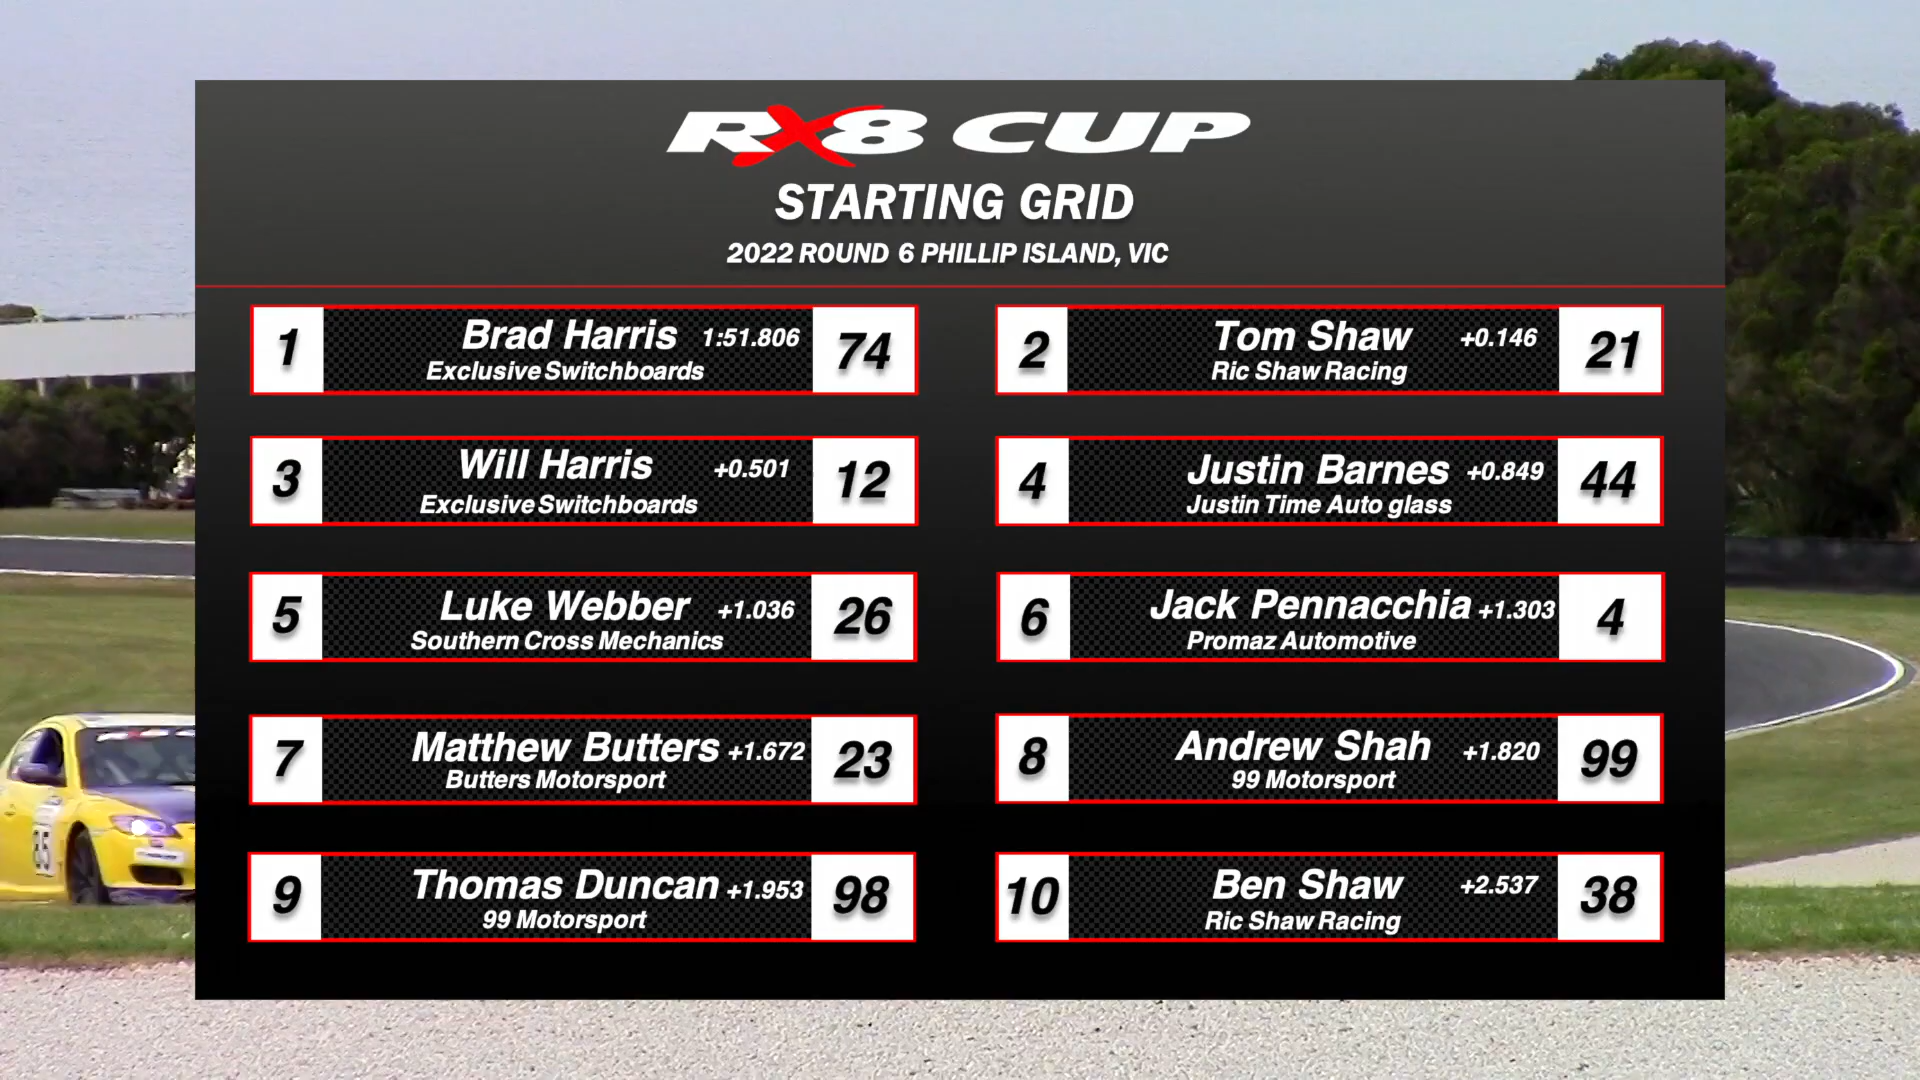 RX8 CUP
STARTING GRID
2022 ROUND 6 PHILLIP ISLAND, VIC
1 Brad Harris 1:51.806 74
Exclusive Switchboards
2 Tom Shaw +0.146 21
Ric Shaw Racing
3 Will Harris +0.501 12
Exclusive Switchboards
4 Justin Barnes +0.849 44
Justin Time Auto glass
5 Luke Webber +1.036 26
Southern Cross Mechanics
6 Jack Pennacchia +1.303 4
Promaz Automotive
7 Matthew Butters +1.672 23
Butters Motorsport
8 Andrew Shah +1.820 99
99 Motorsport
9 Thomas Duncan +1.953 98
99 Motorsport
10 Ben Shaw +2.537 38
Ric Shaw Racing